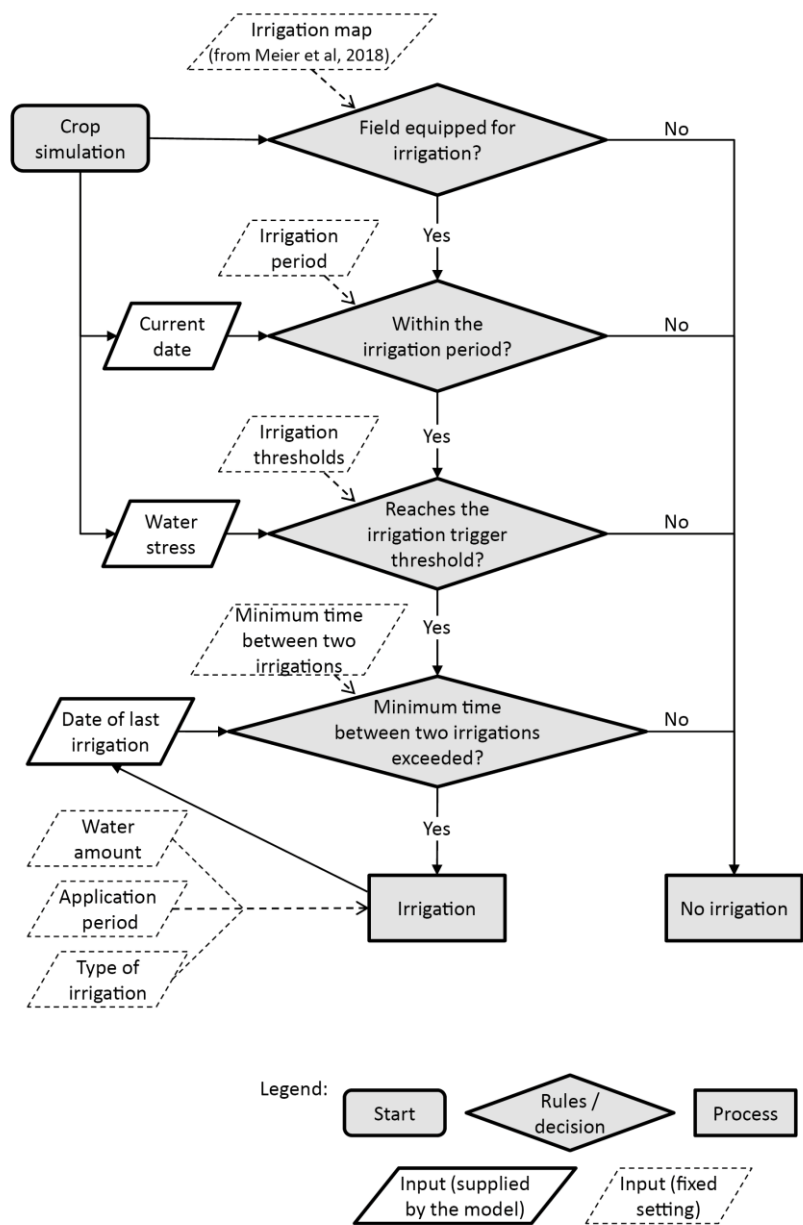 Irrigation map
(from Meier et al, 2018)
Crop
simulation
Field equipped for
irrigation?
No
Yes
Irrigation
period
Current
date
Within the
irrigation period?
No
Yes
Irrigation
thresholds
Water
stress
Reaches the
irrigation trigger
threshold?
No
Yes
Minimum time
between two
irrigations
Date of last
irrigation
Minimum time
between two irrigations
exceeded?
No
Yes
Water
amount
Application
period
Type of
irrigation
Irrigation
No irrigation
Legend:
Start
Rules /
decision
Process
Input (supplied
by the model)
Input (fixed
setting)